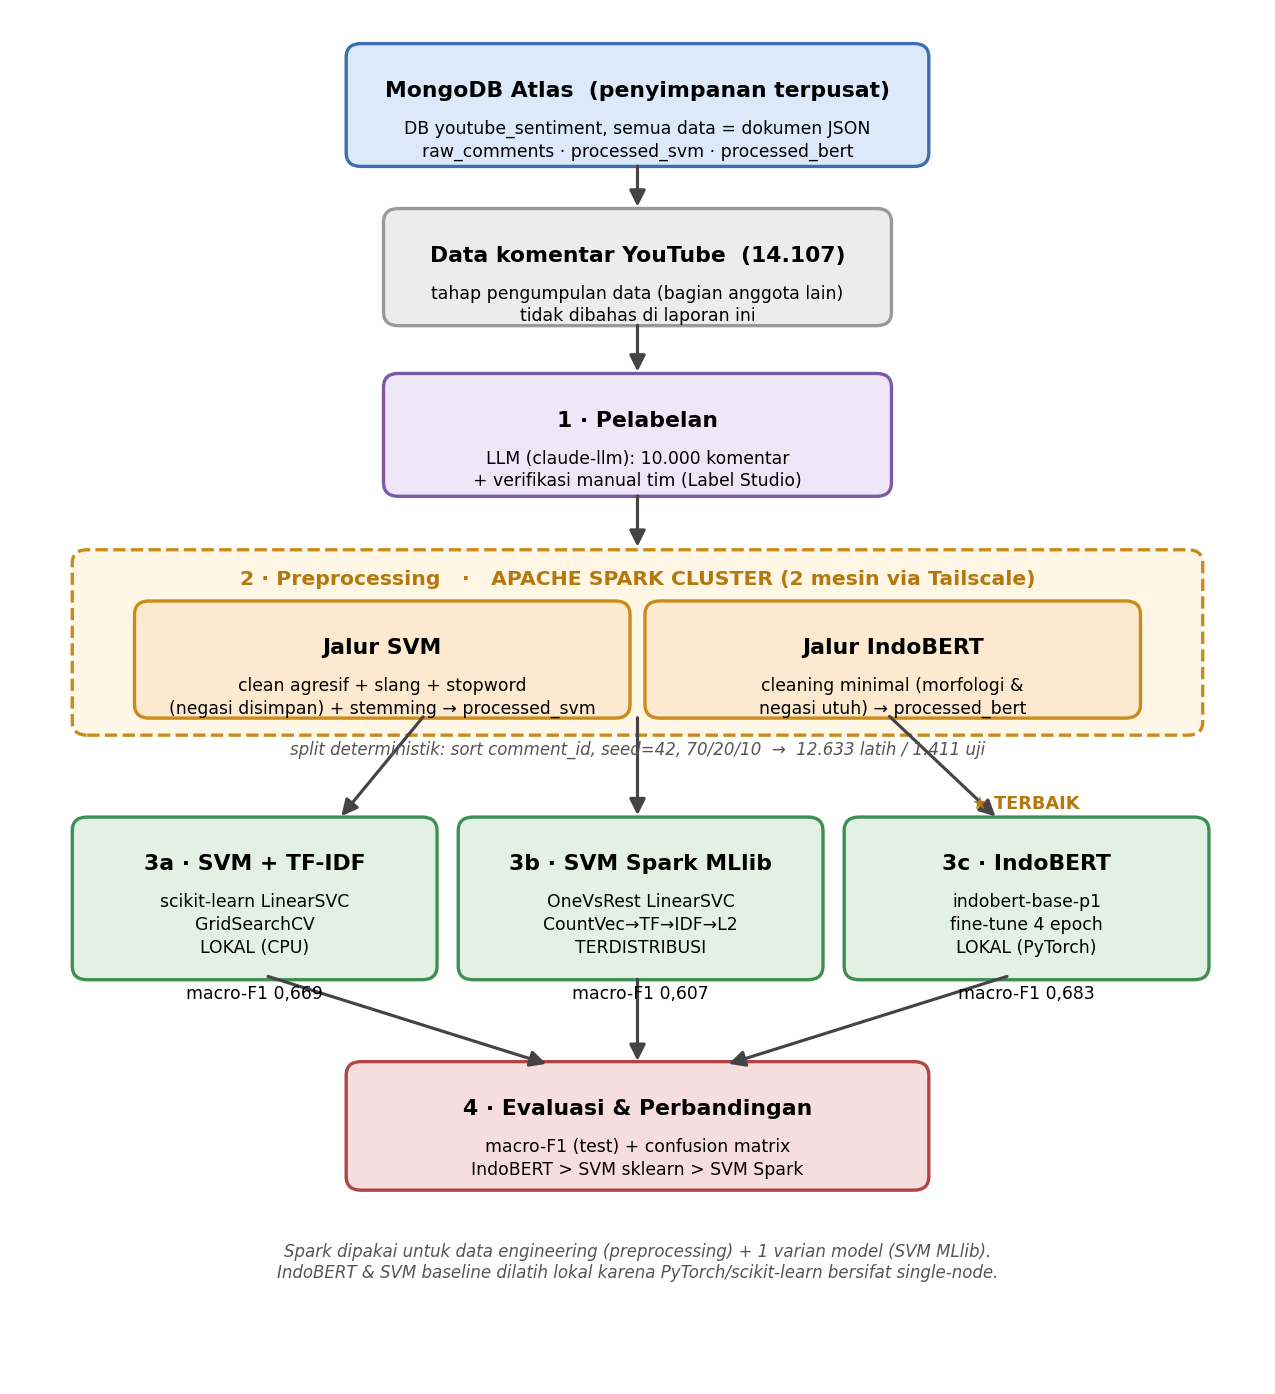 MongoDB Atlas  (penyimpanan terpusat)
DB youtube_sentiment, semua data = dokumen JSON
raw_comments · processed_svm · processed_bert
Data komentar YouTube  (14.107)
tahap pengumpulan data (bagian anggota lain)
tidak dibahas di laporan ini
1 · Pelabelan
LLM (claude-llm): 10.000 komentar
+ verifikasi manual tim (Label Studio)
2 · Preprocessing   ·   APACHE SPARK CLUSTER (2 mesin via Tailscale)
Jalur SVM
clean agresif + slang + stopword
(negasi disimpan) + stemming → processed_svm
Jalur IndoBERT
cleaning minimal (morfologi &
negasi utuh) → processed_bert
split deterministik: sort comment_id, seed=42, 70/20/10  →  12.633 latih / 1.411 uji
★ TERBAIK
3a · SVM + TF-IDF
scikit-learn LinearSVC
GridSearchCV
LOKAL (CPU)
macro-F1 0,669
3b · SVM Spark MLlib
OneVsRest LinearSVC
CountVec→TF→IDF→L2
TERDISTRIBUSI
macro-F1 0,607
3c · IndoBERT
indobert-base-p1
fine-tune 4 epoch
LOKAL (PyTorch)
macro-F1 0,683
4 · Evaluasi & Perbandingan
macro-F1 (test) + confusion matrix
IndoBERT > SVM sklearn > SVM Spark
Spark dipakai untuk data engineering (preprocessing) + 1 varian model (SVM MLlib).
IndoBERT & SVM baseline dilatih lokal karena PyTorch/scikit-learn bersifat single-node.